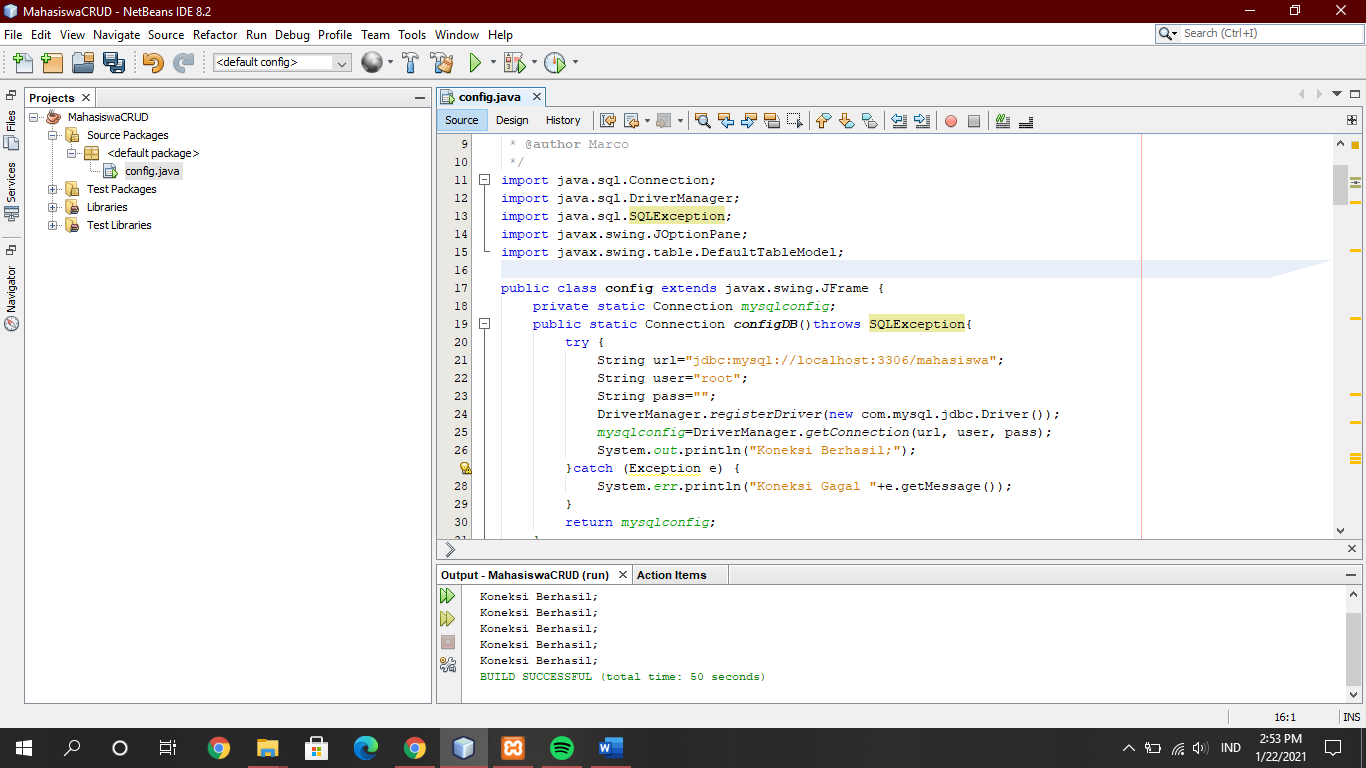 MahasiswaCRUD - NetBeans IDE 8.2
File Edit View Navigate Source Refactor Run Debug Profile Team Tools Window Help
Search (Ctrl+I)
<default config>
Files
Services
Navigator
Projects
MahasiswaCRUD
Source Packages
<default package>
config.java
Test Packages
Libraries
Test Libraries
config.java
Source Design History
9 * @author Marco
10 */
11 import java.sql.Connection;
12 import java.sql.DriverManager;
13 import java.sql.SQLException;
14 import javax.swing.JOptionPane;
15 import javax.swing.table.DefaultTableModel;
16
17 public class config extends javax.swing.JFrame {
18 private static Connection mysqlconfig;
19 public static Connection configDB()throws SQLException{
20 try {
21 String url="jdbc:mysql://localhost:3306/mahasiswa";
22 String user="root";
23 String pass="";
24 DriverManager.registerDriver(new com.mysql.jdbc.Driver());
25 mysqlconfig=DriverManager.getConnection(url, user, pass);
26 System.out.println("Koneksi Berhasil;");
}catch (Exception e) {
28 System.err.println("Koneksi Gagal "+e.getMessage());
29 }
30 return mysqlconfig;
Output - MahasiswaCRUD (run) Action Items
Koneksi Berhasil;
Koneksi Berhasil;
Koneksi Berhasil;
Koneksi Berhasil;
Koneksi Berhasil;
BUILD SUCCESSFUL (total time: 50 seconds)
16:1 INS
IND
2:53 PM
1/22/2021